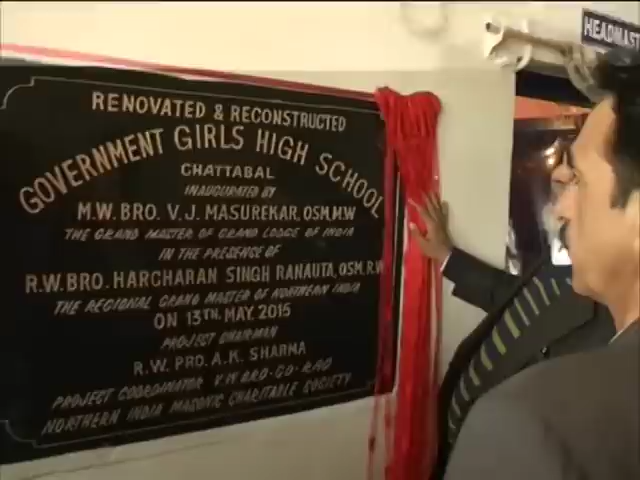 HEADMAST
RENOVATED & RECONSTRUCTED
GOVERNMENT GIRLS HIGH SCHOOL
CHATTABAL
INAUGURATED BY
M.W. BRO. V.J. MASUREKAR, OSM, M.W
THE GRAND MASTER OF GRAND LODGE OF INDIA
IN THE PRESENCE OF
R.W. BRO. HARCHARAN SINGH RANAUTA, OSM, R.W
THE REGIONAL GRAND MASTER OF NORTHERN INDIA
ON 13TH. MAY. 2015
PROJECT CHAIRMAN
R.W. PRO. A.K. SHARMA
PROJECT COORDINATOR V.W BRO.
NORTHERN INDIA MASONIC CHARITABLE SOCIETY